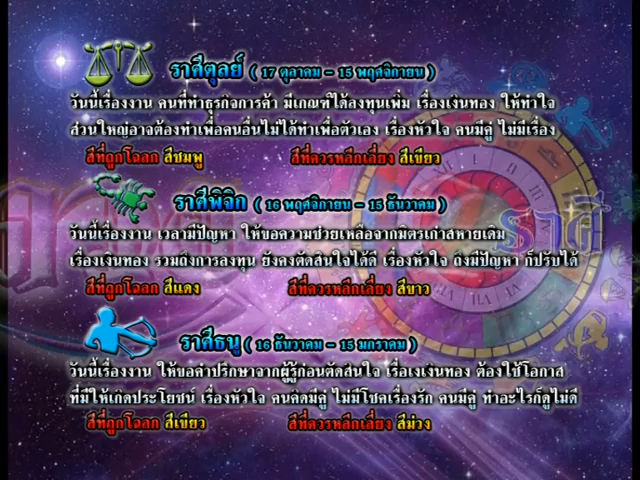 ราศีตุลย์ ( 17 ตุลาคม - 15 พฤศจิกายน )
วันนี้เรื่องงาน คนที่ทำธุรกิจการค้า มีเกณฑ์ได้ลงทุนเพิ่ม เรื่องเงินทอง ให้ทำใจ
ส่วนใหญ่อาจต้องทำเพื่อคนอื่นไม่ได้ทำเพื่อตัวเอง เรื่องหัวใจ คนมีคู่ ไม่มีเรื่อง
สีที่ถูกโฉลก สีชมพู สีที่ควรหลีกเลี่ยง สีเขียว
ราศีพิจิก ( 16 พฤศจิกายน - 15 ธันวาคม )
วันนี้เรื่องงาน เวลามีปัญหา ให้ขอความช่วยเหลือจากมิตรเก่าสหายเดิม
เรื่องเงินทอง รวมถึงการลงทุน ยังคงตัดสินใจได้ดี เรื่องหัวใจ ถึงมีปัญหา ก็ปรับได้
สีที่ถูกโฉลก สีแดง สีที่ควรหลีกเลี่ยง สีขาว
ราศี
ราศีธนู ( 16 ธันวาคม - 15 มกราคม )
วันนี้เรื่องงาน ให้ขอคำปรึกษาจากผู้รู้ก่อนตัดสินใจ เรื่อเงเงินทอง ต้องใช้โอกาส
ที่มีให้เกิดประโยชน์ เรื่องหัวใจ คนคิดมีคู่ ไม่มีโชคเรื่องรัก คนมีคู่ ทำอะไรก็ดูไม่ดี
สีที่ถูกโฉลก สีเขียว สีที่ควรหลีกเลี่ยง สีม่วง